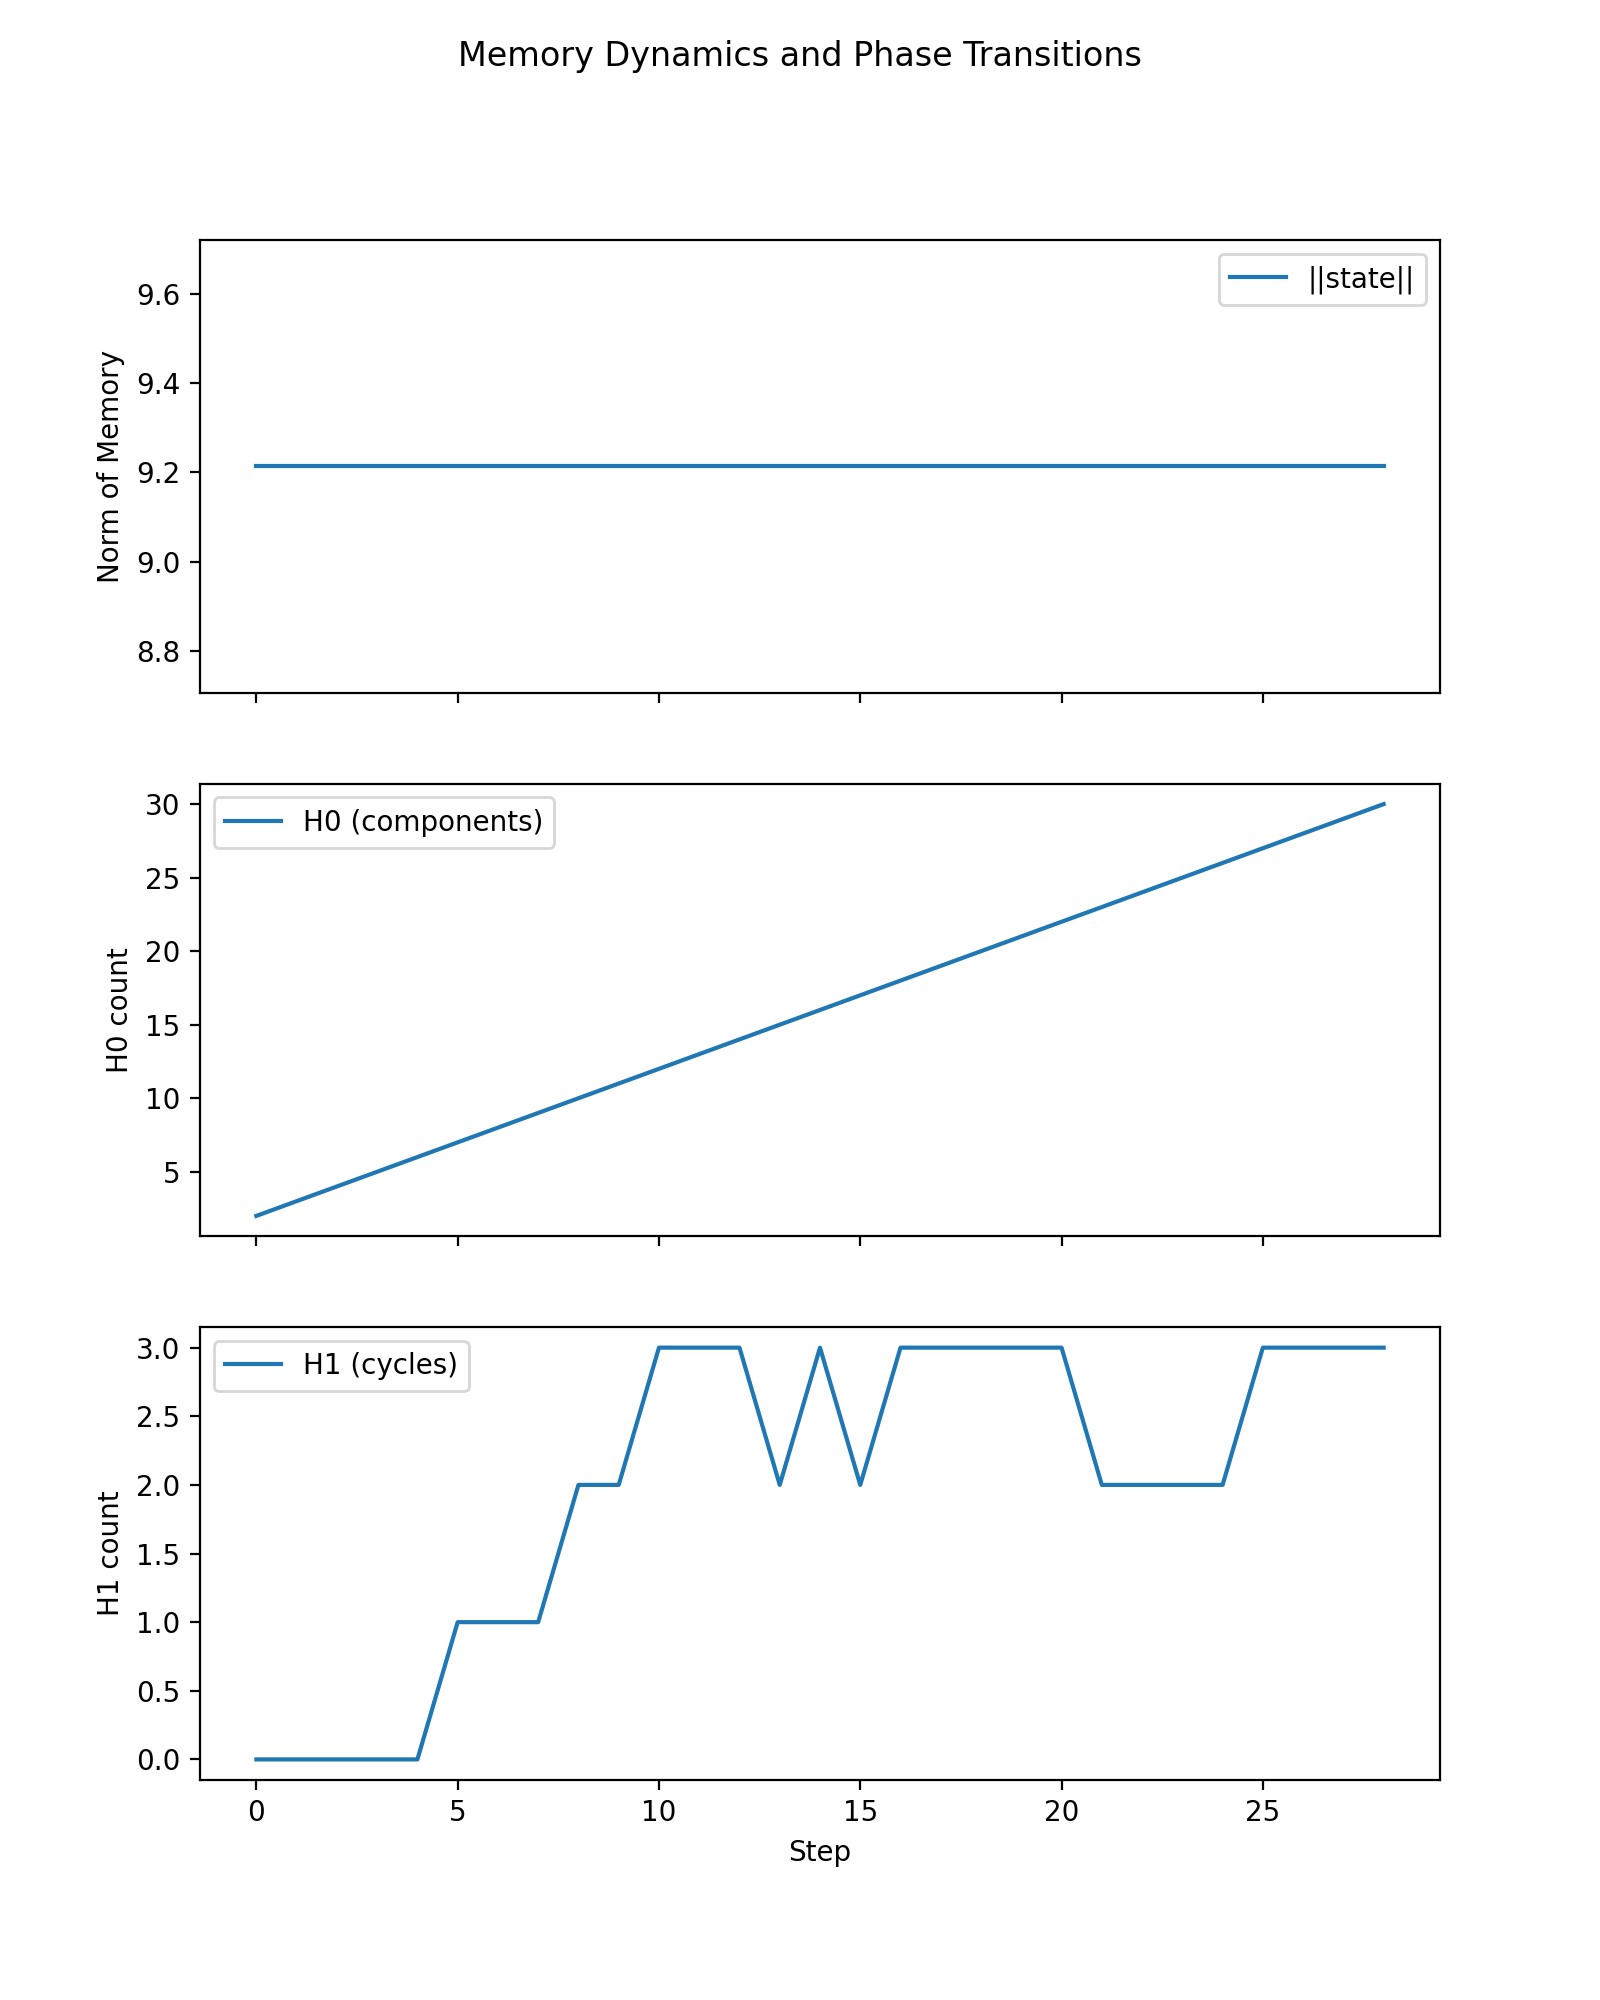 Memory Dynamics and Phase Transitions
||state||
9.6
9.4
9.2
9.0
8.8
Norm of Memory
H0 (components)
30
25
20
15
10
5
H0 count
H1 (cycles)
3.0
2.5
2.0
1.5
1.0
0.5
0.0
H1 count
0 5 10 15 20 25
Step